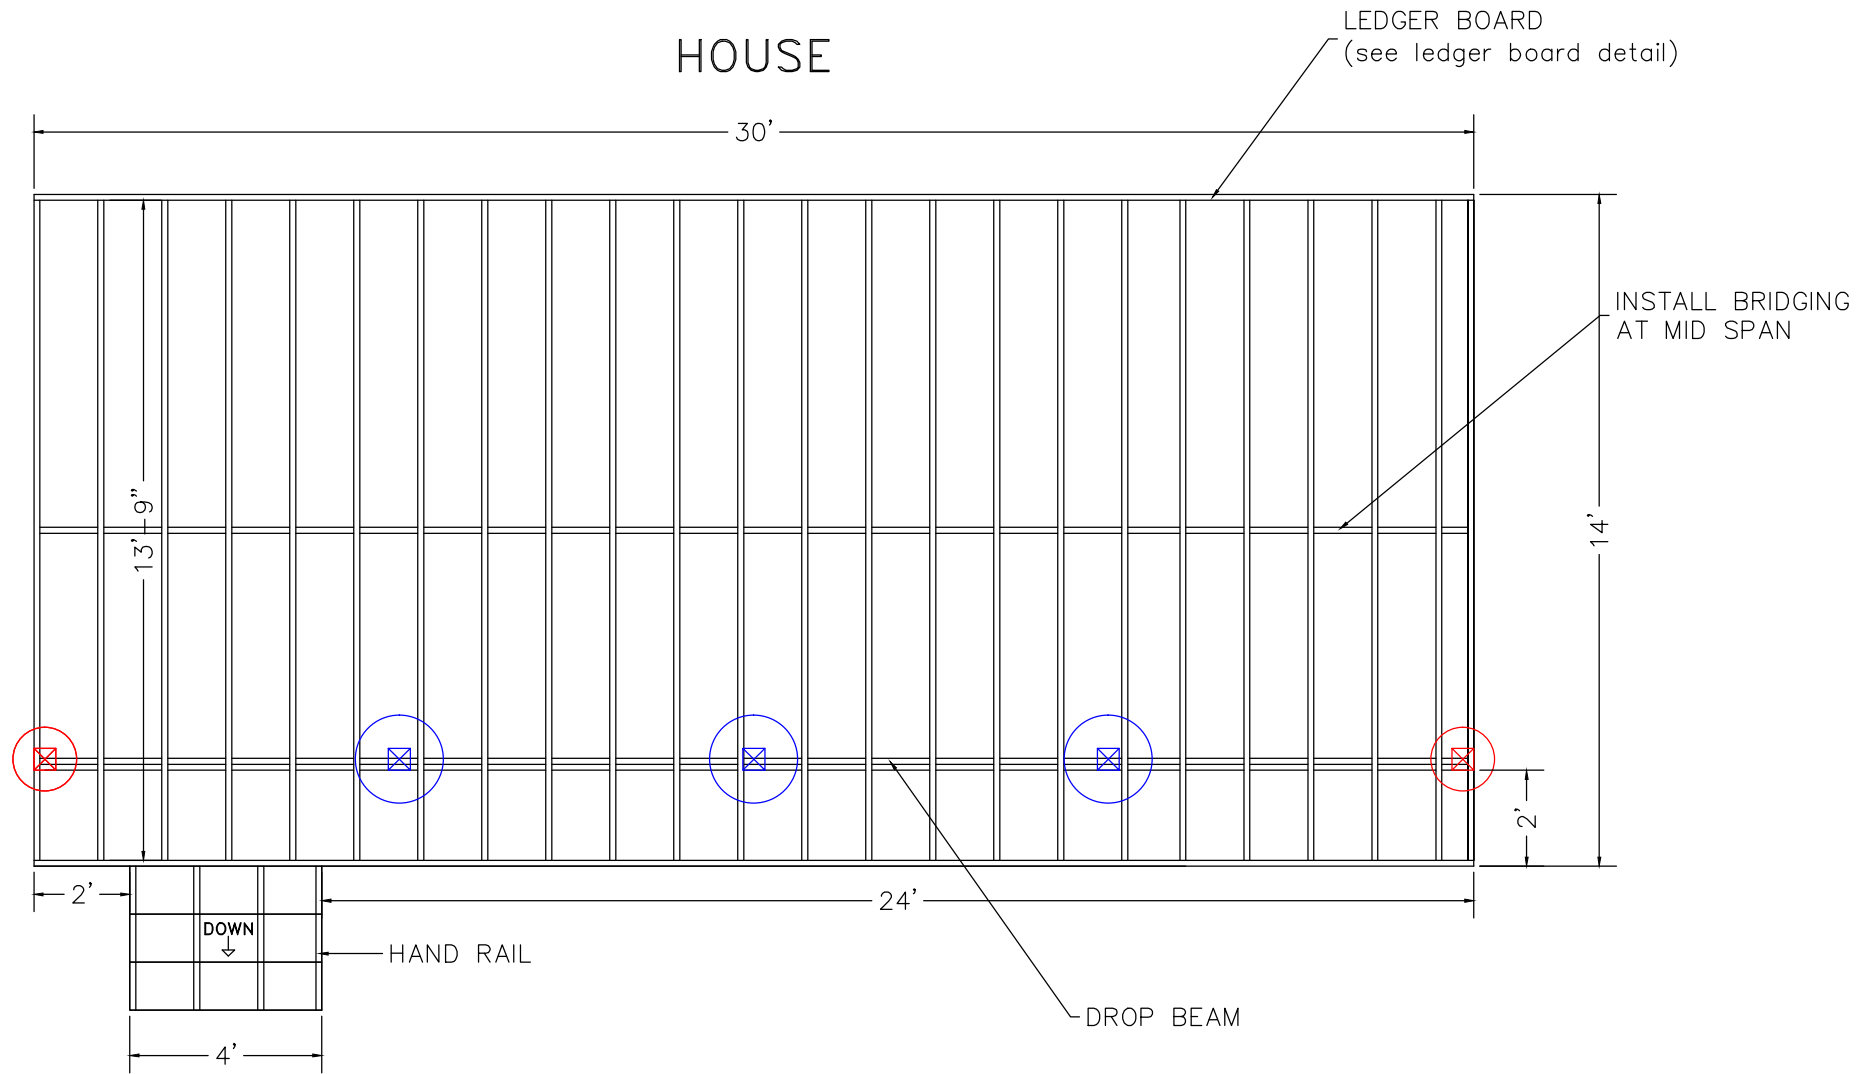 HOUSE
LEDGER BOARD
(see ledger board detail)
30'
INSTALL BRIDGING
AT MID SPAN
13'-9"
14'
2'
2'
24'
DOWN
HAND RAIL
DROP BEAM
4'